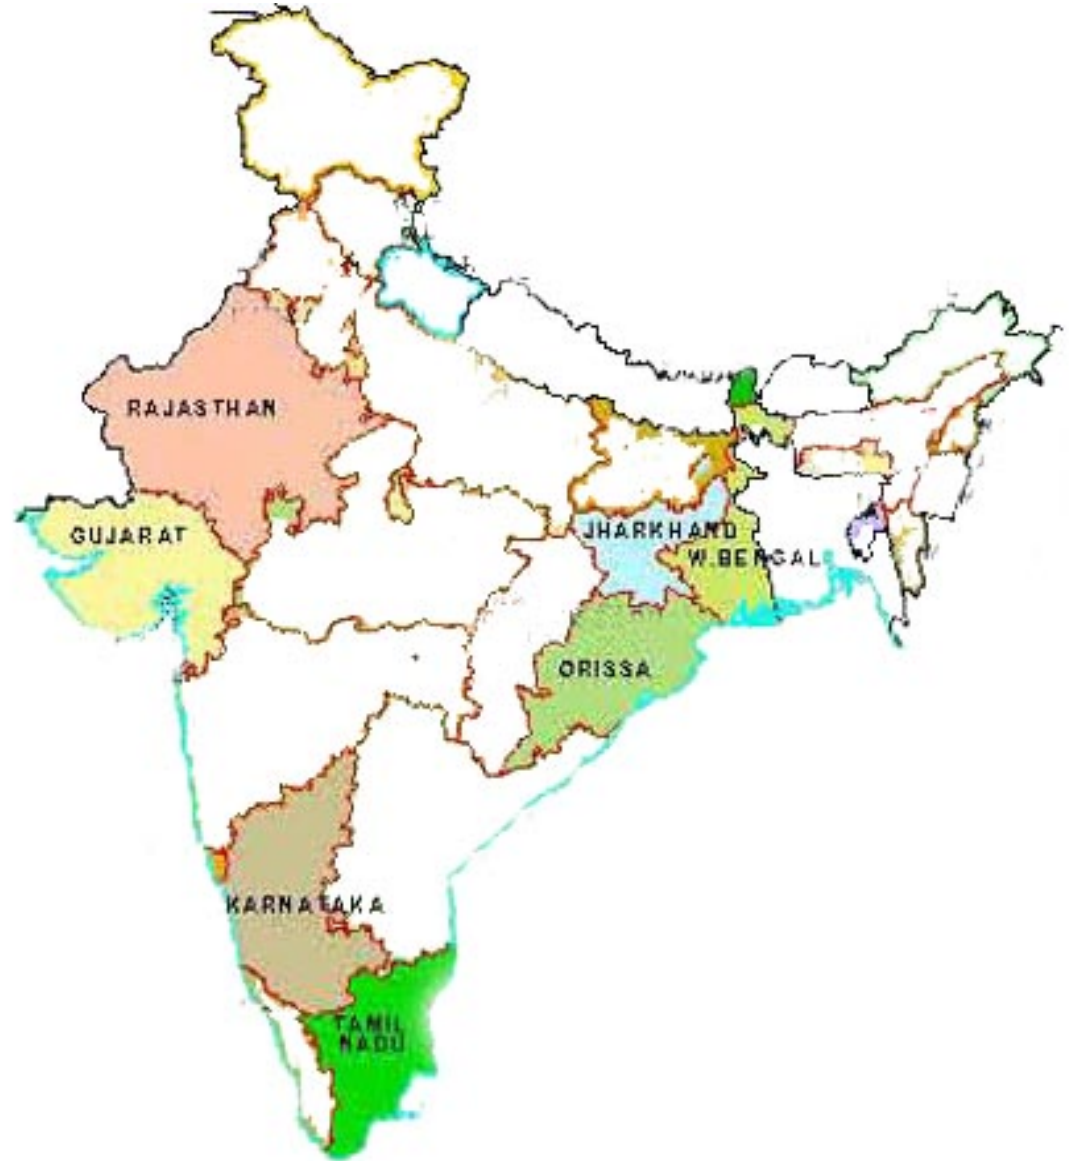 RAJASTHAN
GUJARAT
JHARKHAND
W.BENGAL
ORISSA
KARNATAKA
TAMIL
NADU